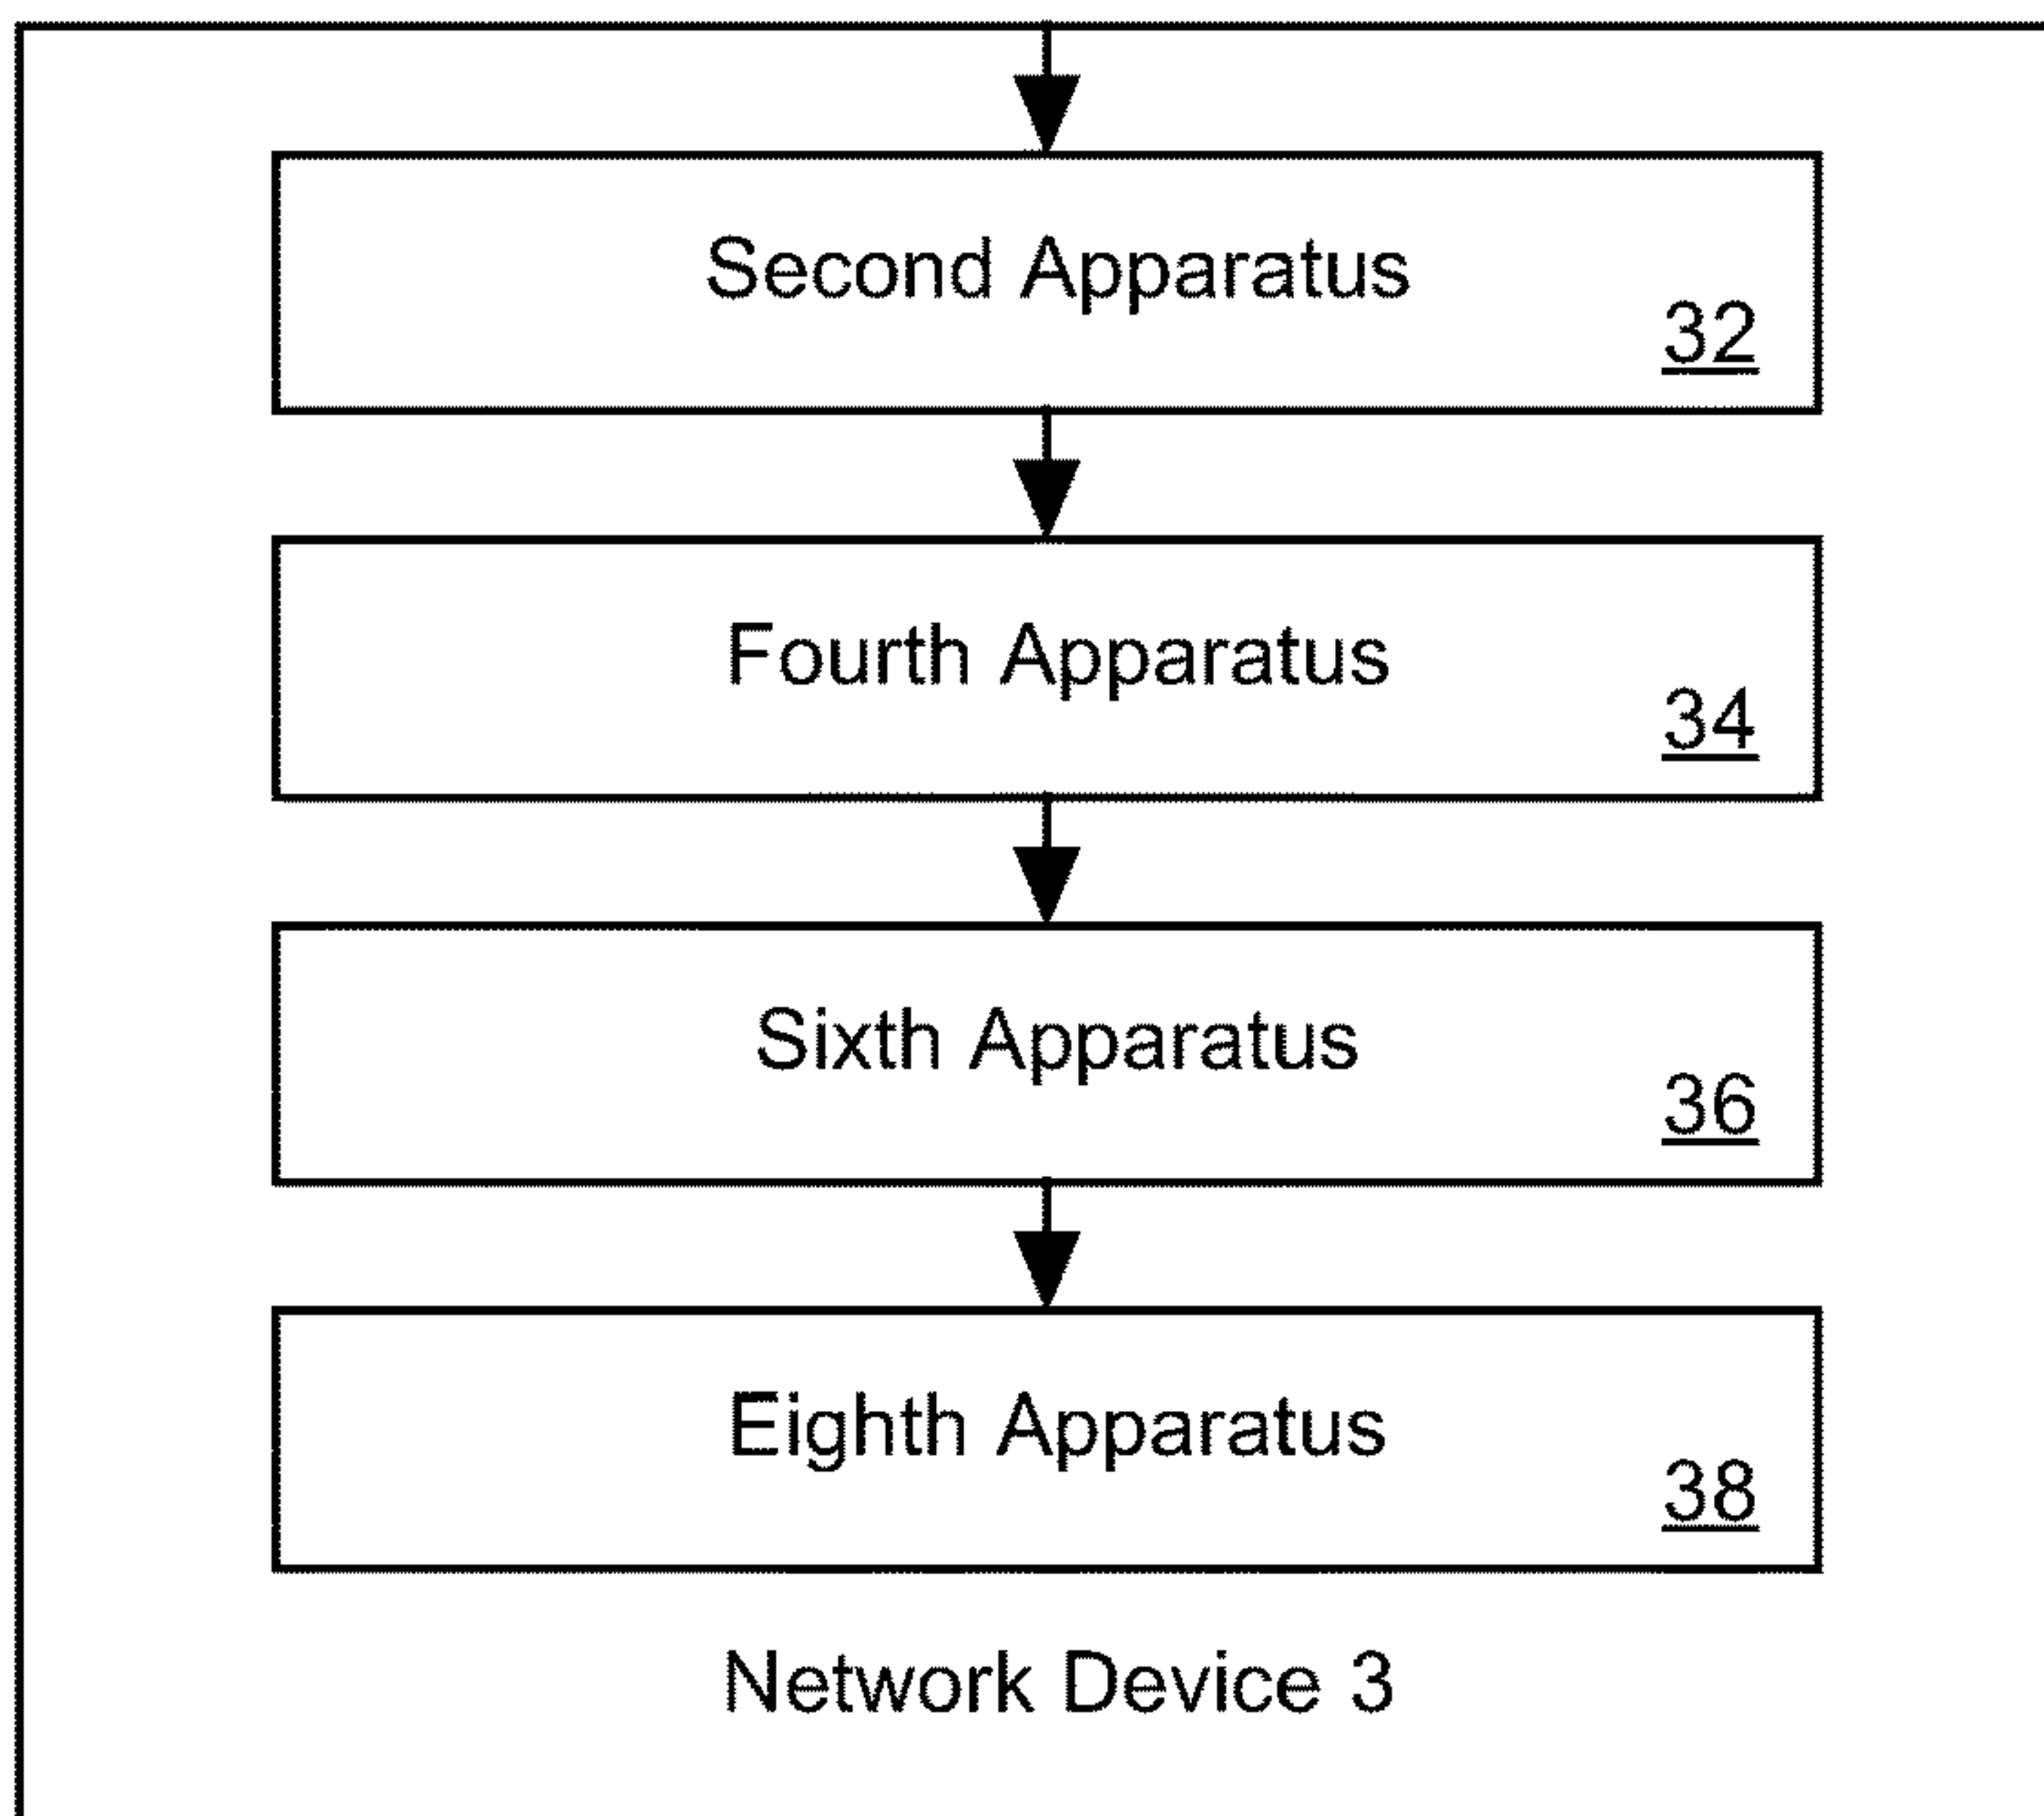 Second Apparatus
32
Fourth Apparatus
34
Sixth Apparatus
36
Eighth Apparatus
38
Network Device 3